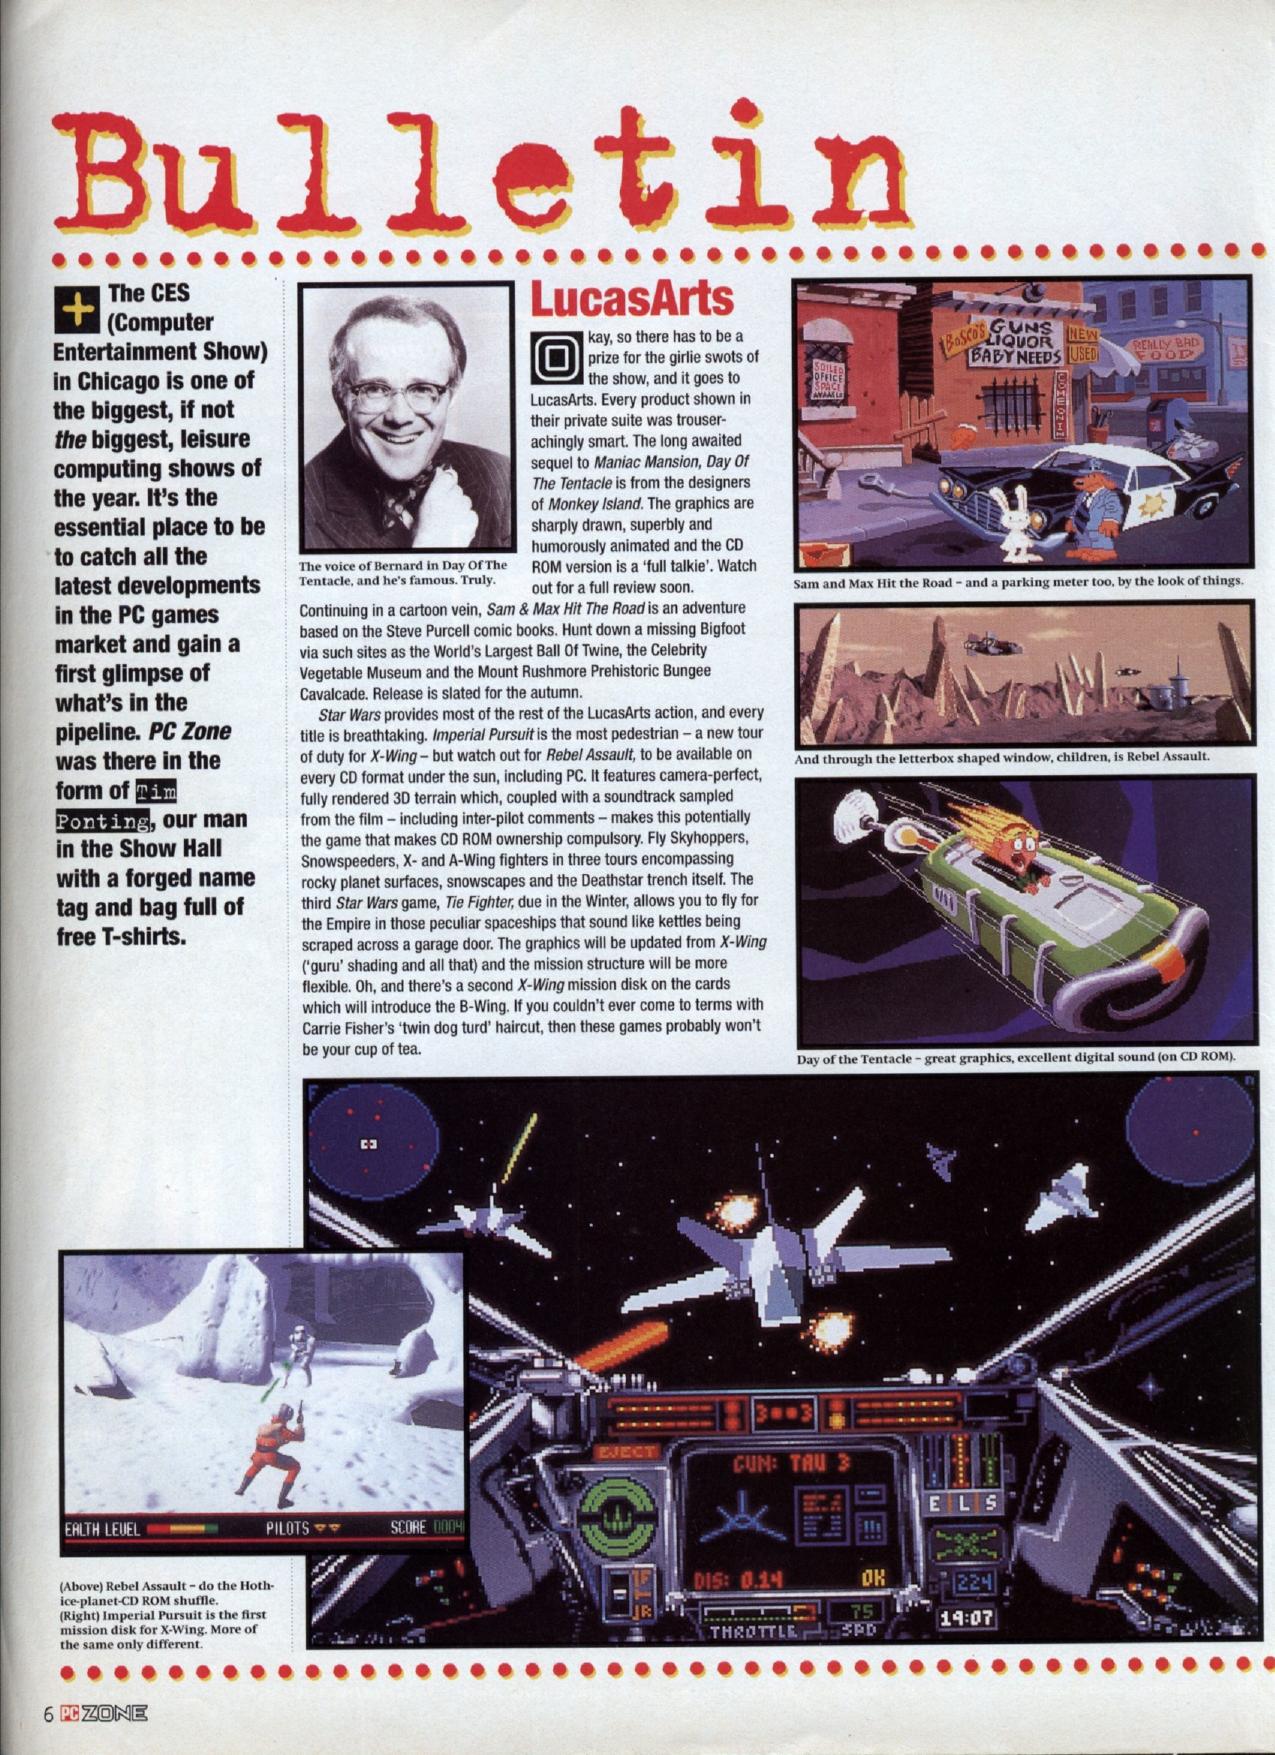 Bulletin
The CES
(Computer
Entertainment Show)
in Chicago is one of
the biggest, if not
the biggest, leisure
computing shows of
the year. It's the
essential place to be
to catch all the
latest developments
in the PC games
market and gain a
first glimpse of
what's in the
pipeline. PC Zone
was there in the
form of Tim
Ponting, our man
in the Show Hall
with a forged name
tag and bag full of
free T-shirts.
The voice of Bernard in Day Of The
Tentacle, and he's famous. Truly.
LucasArts
Okay, so there has to be a
prize for the girlie swots of
the show, and it goes to
LucasArts. Every product shown in
their private suite was trouser-
achingly smart. The long awaited
sequel to Maniac Mansion, Day Of
The Tentacle is from the designers
of Monkey Island. The graphics are
sharply drawn, superbly and
humorously animated and the CD
ROM version is a 'full talkie'. Watch
out for a full review soon.
Continuing in a cartoon vein, Sam & Max Hit The Road is an adventure
based on the Steve Purcell comic books. Hunt down a missing Bigfoot
via such sites as the World's Largest Ball Of Twine, the Celebrity
Vegetable Museum and the Mount Rushmore Prehistoric Bungee
Cavalcade. Release is slated for the autumn.
Star Wars provides most of the rest of the LucasArts action, and every
title is breathtaking. Imperial Pursuit is the most pedestrian – a new tour
of duty for X-Wing – but watch out for Rebel Assault, to be available on
every CD format under the sun, including PC. It features camera-perfect,
fully rendered 3D terrain which, coupled with a soundtrack sampled
from the film – including inter-pilot comments – makes this potentially
the game that makes CD ROM ownership compulsory. Fly Skyhoppers,
Snowspeeders, X- and A-Wing fighters in three tours encompassing
rocky planet surfaces, snowscapes and the Deathstar trench itself. The
third Star Wars game, Tie Fighter, due in the Winter, allows you to fly for
the Empire in those peculiar spaceships that sound like kettles being
scraped across a garage door. The graphics will be updated from X-Wing
('guru' shading and all that) and the mission structure will be more
flexible. Oh, and there's a second X-Wing mission disk on the cards
which will introduce the B-Wing. If you couldn't ever come to terms with
Carrie Fisher's 'twin dog turd' haircut, then these games probably won't
be your cup of tea.
BOSCO'S
GUNS
LIQUOR
BABY NEEDS
NEW
USED
REALLY BAD
FOOD
SOILED
OFFICE
SPACE
AVAILABLE
COME ON IN
Sam and Max Hit the Road – and a parking meter too, by the look of things.
And through the letterbox shaped window, children, is Rebel Assault.
Day of the Tentacle – great graphics, excellent digital sound (on CD ROM).
EALTH LEVEL
PILOTS
SCORE 0004
EJECT
GUN: TAU 3
DIS: 0.14
OK
E L S
224
75
THROTTLE
SPD
19:07
(Above) Rebel Assault – do the Hoth-
ice-planet-CD ROM shuffle.
(Right) Imperial Pursuit is the first
mission disk for X-Wing. More of
the same only different.
6 PC ZONE